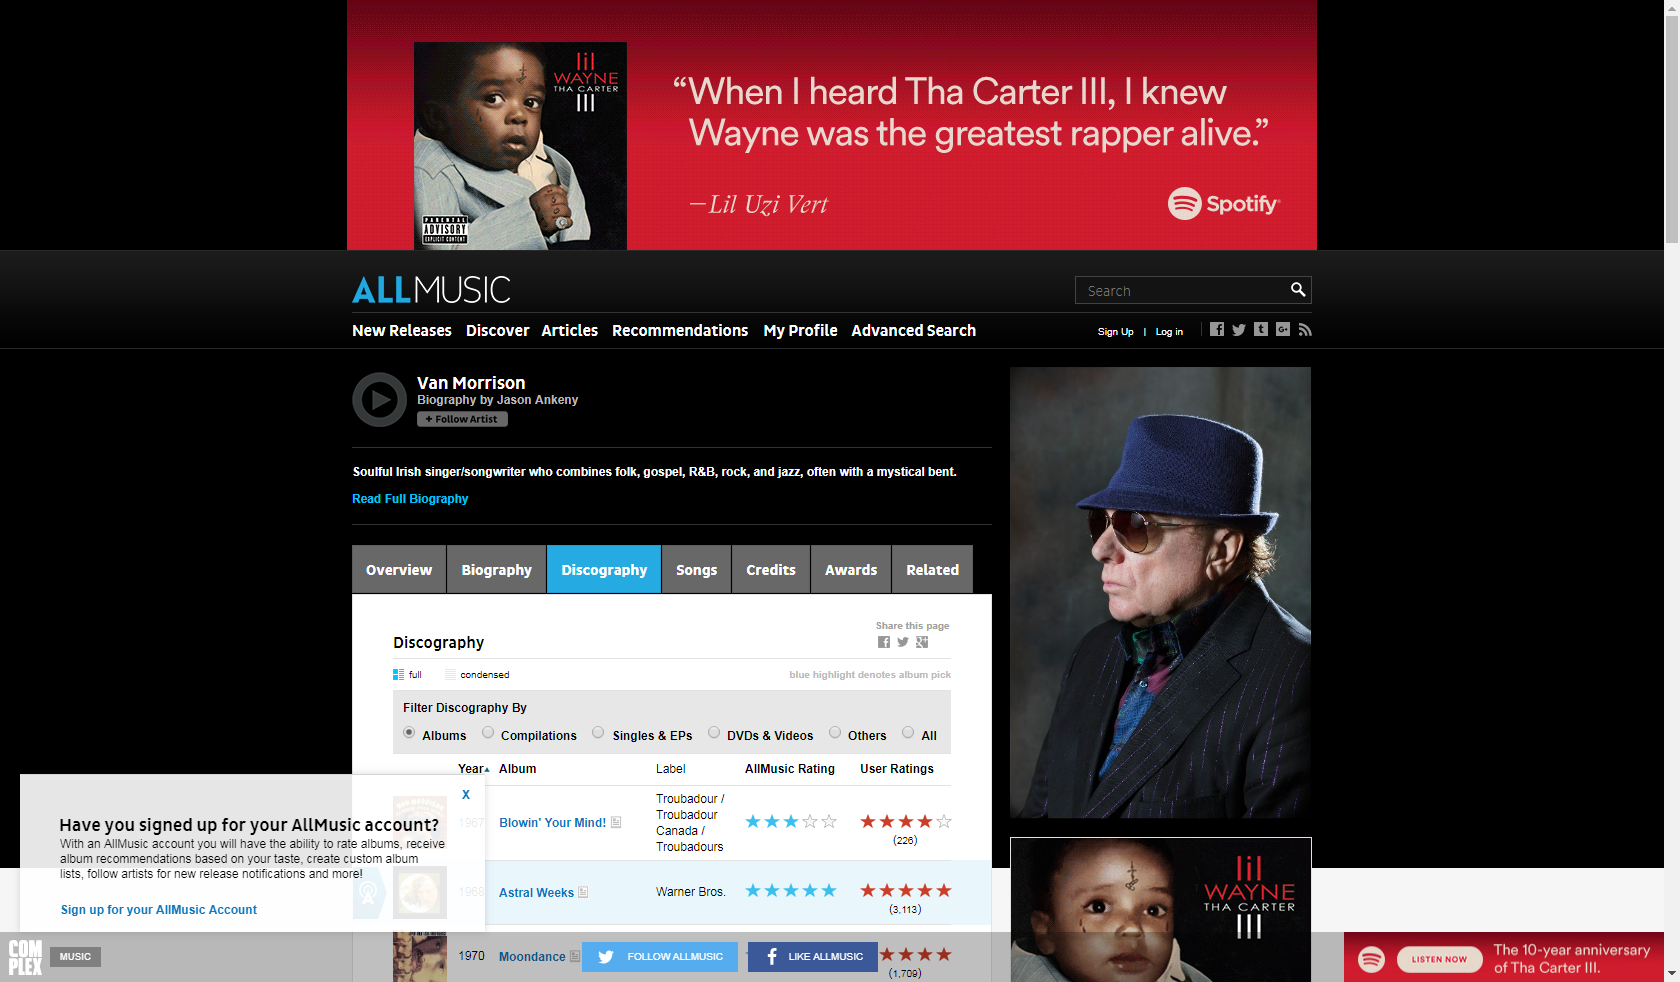 lil
WAYNE
THA CARTER
III
PARENTAL
ADVISORY
EXPLICIT CONTENT
“When I heard Tha Carter III, I knew
Wayne was the greatest rapper alive.”
—Lil Uzi Vert
Spotify
ALLMUSIC
Search
New Releases Discover Articles Recommendations My Profile Advanced Search
Sign Up | Log in
Van Morrison
Biography by Jason Ankeny
+ Follow Artist
Soulful Irish singer/songwriter who combines folk, gospel, R&B, rock, and jazz, often with a mystical bent.
Read Full Biography
Overview Biography Discography Songs Credits Awards Related
Share this page
Discography
full condensed blue highlight denotes album pick
Filter Discography By
Albums Compilations Singles & EPs DVDs & Videos Others All
Year Album Label AllMusic Rating User Ratings
1967 Blowin' Your Mind! Troubadour /
Troubadour
Canada /
Troubadours
(226)
1968 Astral Weeks Warner Bros.
(3,113)
1970 Moondance
(1,709)
X
Have you signed up for your AllMusic account?
With an AllMusic account you will have the ability to rate albums, receive
album recommendations based on your taste, create custom album
lists, follow artists for new release notifications and more!
Sign up for your AllMusic Account
COM
PLEX
MUSIC
FOLLOW ALLMUSIC
LIKE ALLMUSIC
lil
WAYNE
THA CARTER
III
LISTEN NOW
The 10-year anniversary
of Tha Carter III.